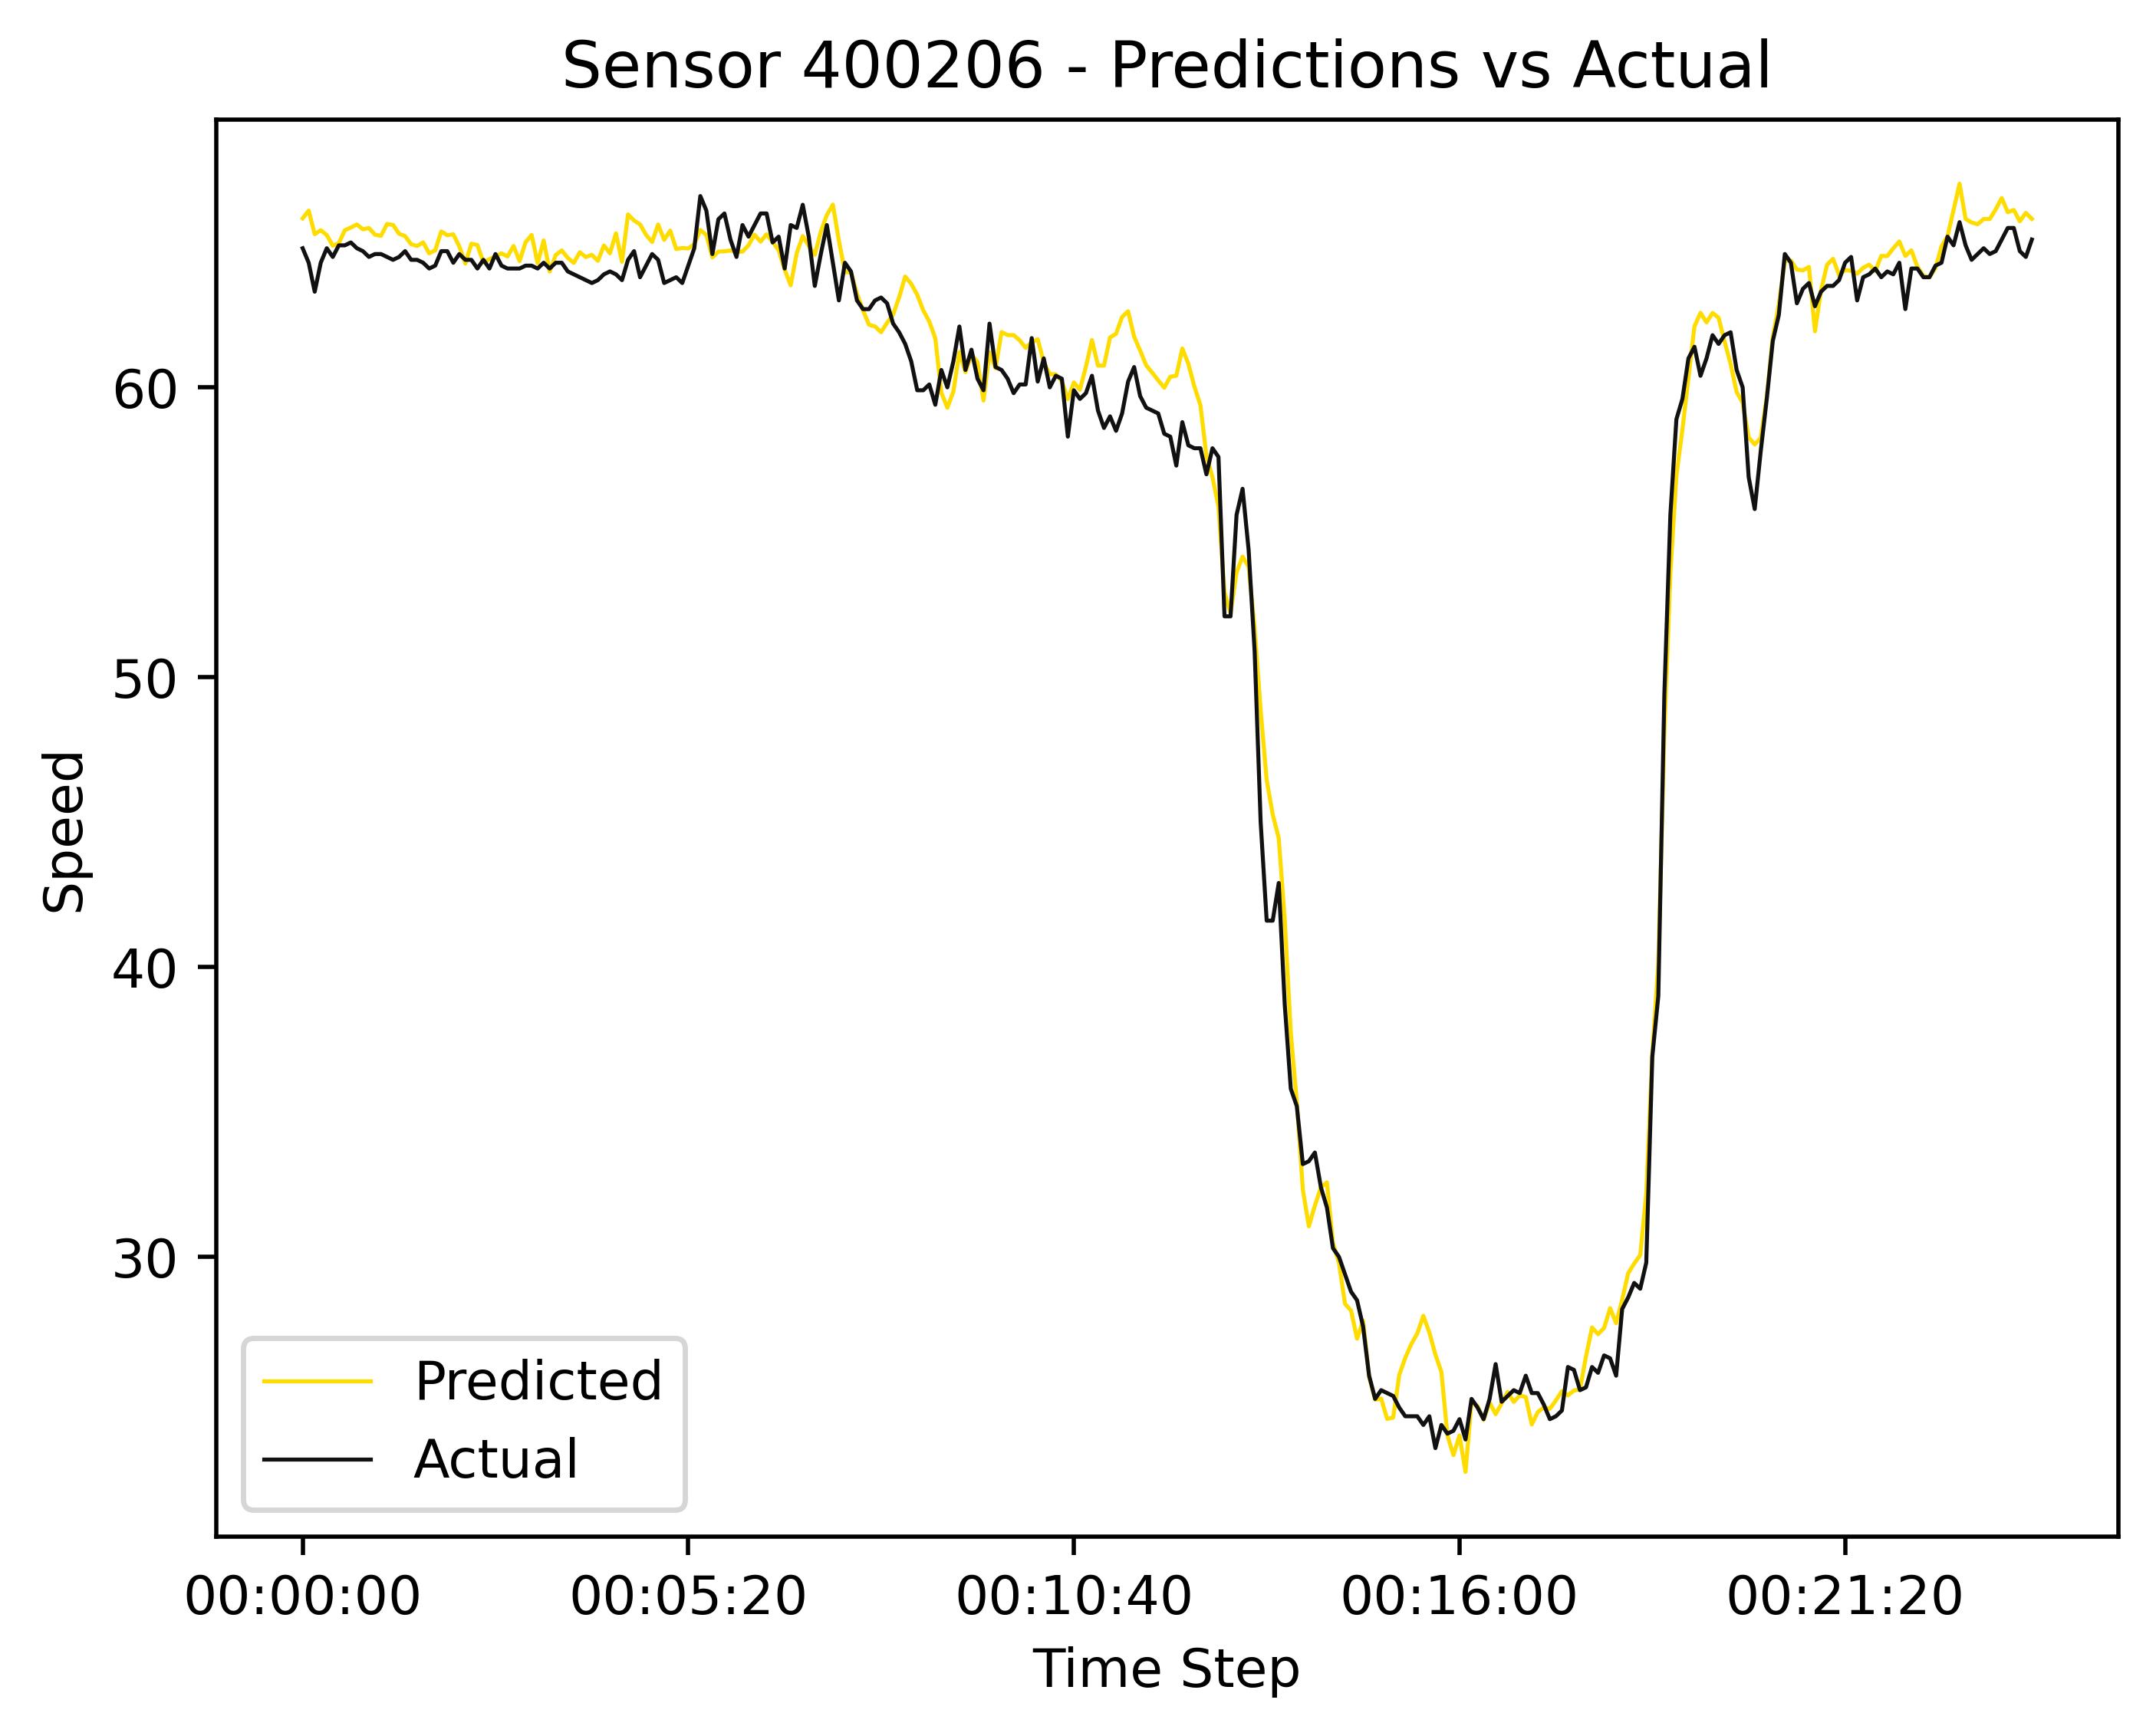 Sensor 400206 - Predictions vs Actual
60
50
40
30
Speed
Predicted
Actual
00:00:00 00:05:20 00:10:40 00:16:00 00:21:20
Time Step